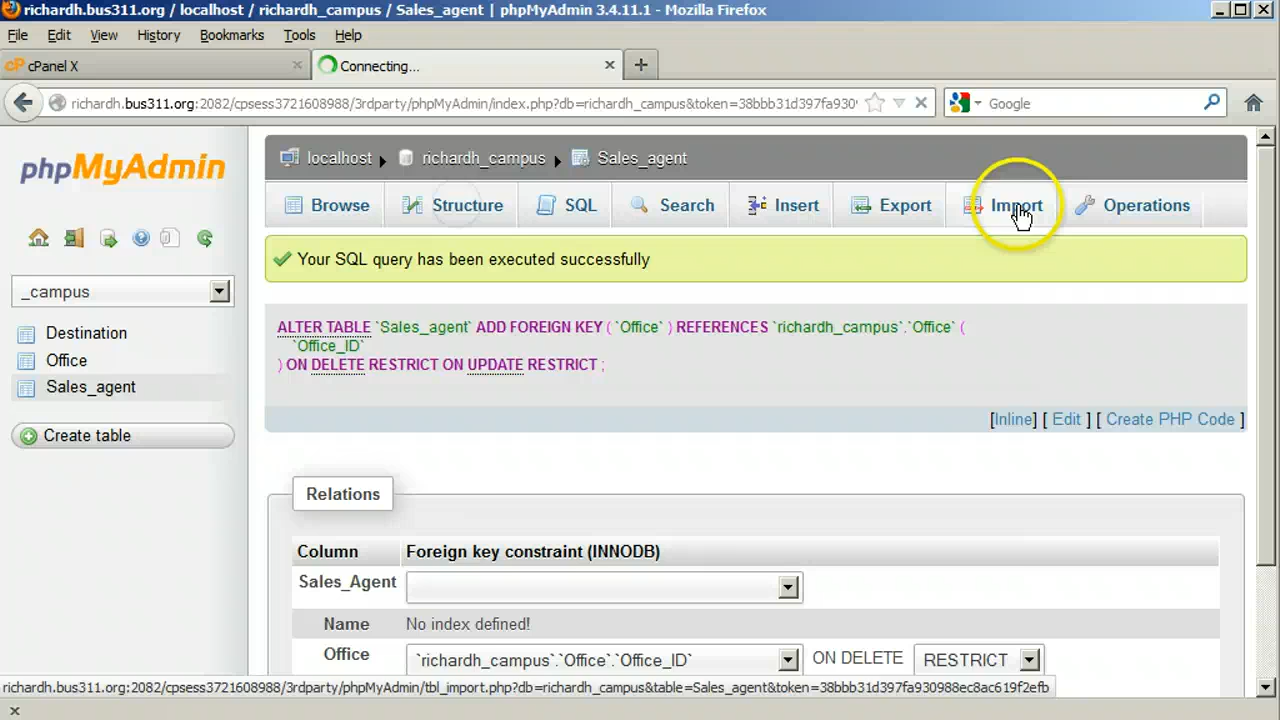 richardh.bus311.org / localhost / richardh_campus / Sales_agent | phpMyAdmin 3.4.11.1 - Mozilla Firefox
File Edit View History Bookmarks Tools Help
cP cPanel X
Connecting...
richardh.bus311.org:2082/cpsess3721608988/3rdparty/phpMyAdmin/index.php?db=richardh_campus&token=38bbb31d397fa930
Google
phpMyAdmin
localhost richardh_campus Sales_agent
Browse Structure SQL Search Insert Export Import Operations
Your SQL query has been executed successfully
_campus
Destination
Office
Sales_agent
Create table
ALTER TABLE `Sales_agent` ADD FOREIGN KEY ( `Office` ) REFERENCES `richardh_campus`.`Office` (
`Office_ID`
) ON DELETE RESTRICT ON UPDATE RESTRICT ;
[Inline] [ Edit ] [ Create PHP Code ]
Relations
Column Foreign key constraint (INNODB)
Sales_Agent
Name No index defined!
Office `richardh_campus`.`Office`.`Office_ID` ON DELETE RESTRICT
richardh.bus311.org:2082/cpsess3721608988/3rdparty/phpMyAdmin/tbl_import.php?db=richardh_campus&table=Sales_agent&token=38bbb31d397fa930988ec8ac619f2efb